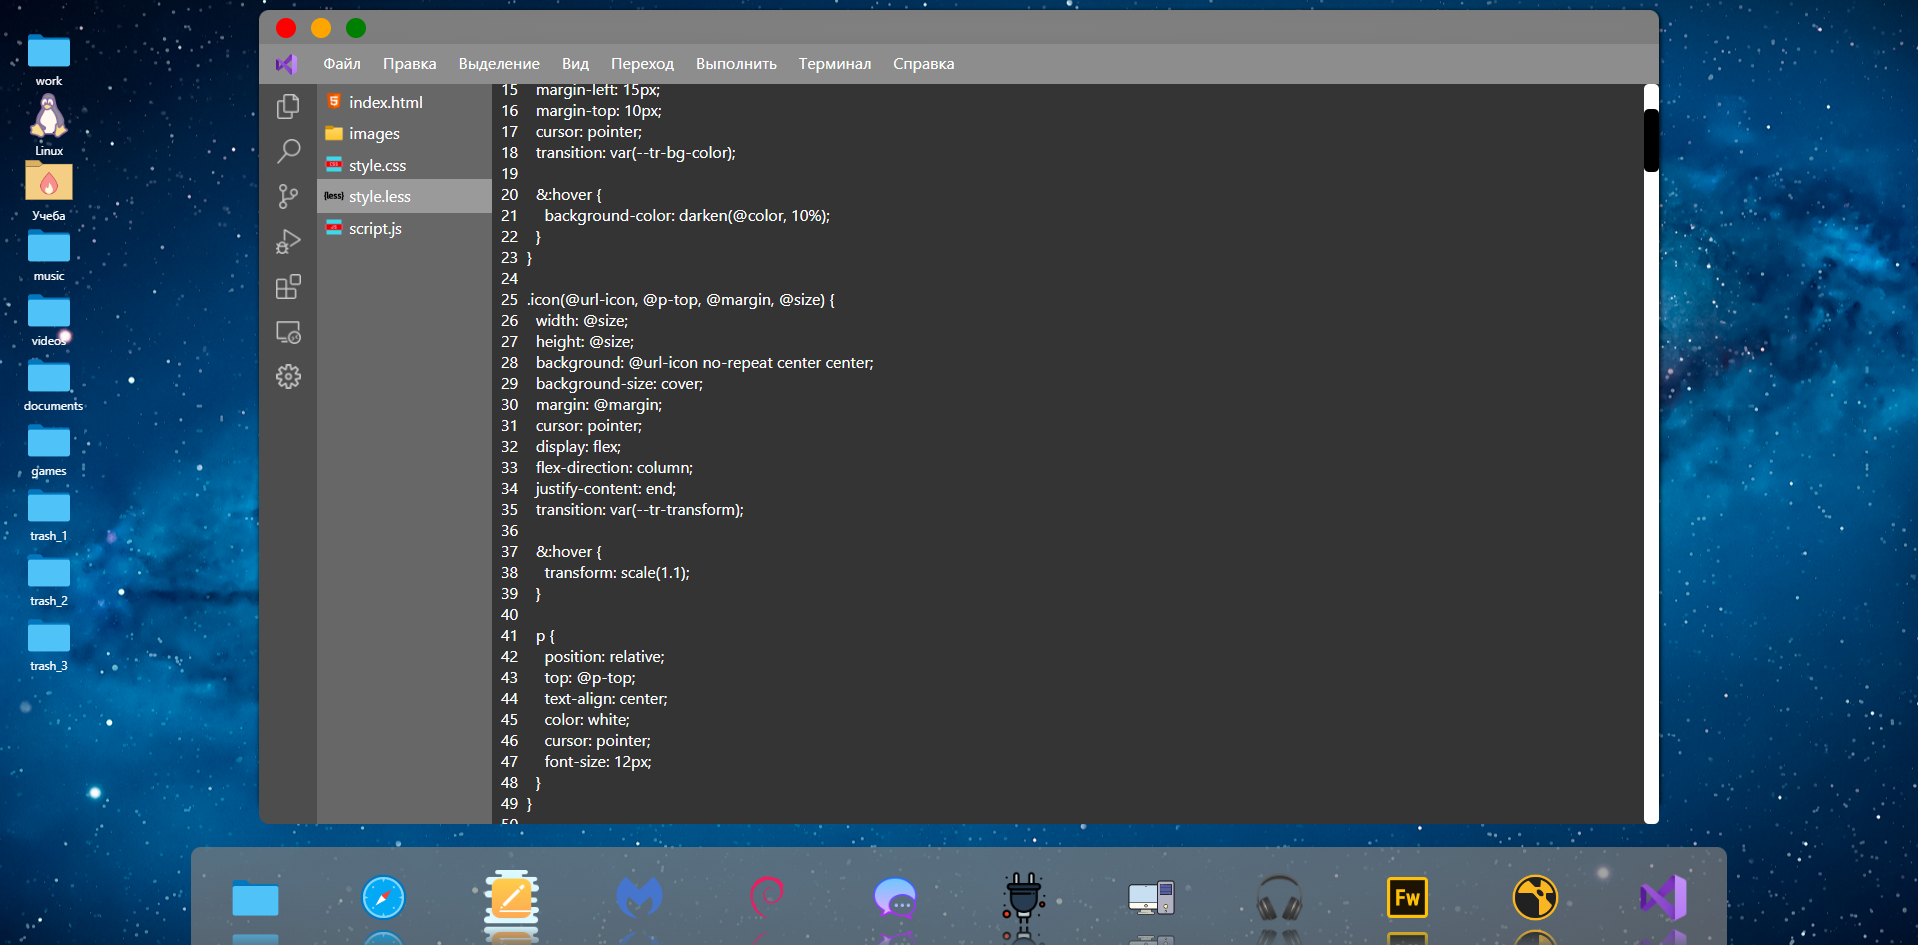 work
Linux
Учеба
music
videos
documents
games
trash_1
trash_2
trash_3
Файл Правка Выделение Вид Переход Выполнить Терминал Справка
index.html
images
style.css
{less} style.less
script.js
15 margin-left: 15px;
16 margin-top: 10px;
17 cursor: pointer;
18 transition: var(--tr-bg-color);
19
20 &:hover {
21 background-color: darken(@color, 10%);
22 }
23 }
24
25 .icon(@url-icon, @p-top, @margin, @size) {
26 width: @size;
27 height: @size;
28 background: @url-icon no-repeat center center;
29 background-size: cover;
30 margin: @margin;
31 cursor: pointer;
32 display: flex;
33 flex-direction: column;
34 justify-content: end;
35 transition: var(--tr-transform);
36
37 &:hover {
38 transform: scale(1.1);
39 }
40
41 p {
42 position: relative;
43 top: @p-top;
44 text-align: center;
45 color: white;
46 cursor: pointer;
47 font-size: 12px;
48 }
49 }
50
Fw